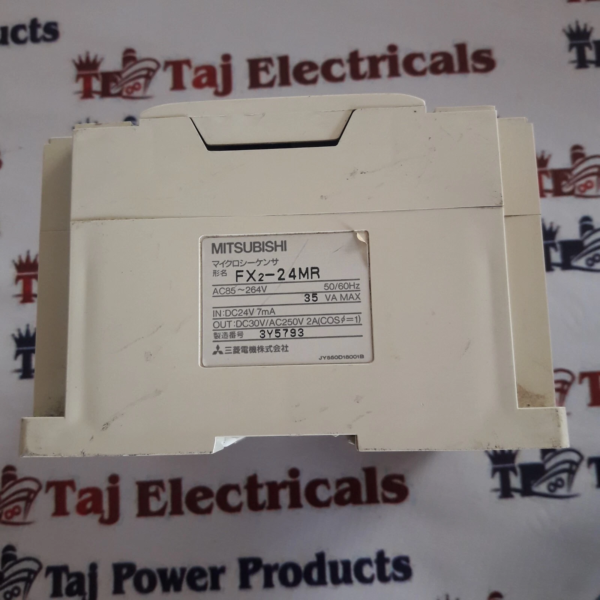 ucts
Taj Electricals
MITSUBISHI
マイクロシーケンサ
形名 FX2-24MR
AC85~264V 50/60Hz
35 VA MAX
IN:DC24V 7mA
OUT:DC30V/AC250V 2A(COSφ=1)
製造番号 3Y5793
三菱電機株式会社
JY550D16001B
Taj Electricals
Taj Power Products